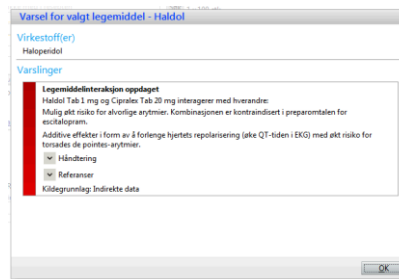 Varsel for valgt legemiddel - Haldol
Virkestoff(er)
Haloperidol
Varslinger
Legemiddelinteraksjon oppdaget
Haldol Tab 1 mg og Cipralex Tab 20 mg interagerer med hverandre:
Mulig økt risiko for alvorlige arytmier. Kombinasjonen er kontraindisert i preparomtalen for
escitalopram.
Additive effekter i form av å forlenge hjertets repolarisering (øke QT-tiden i EKG) med økt risiko for
torsades de pointes-arytmier.
Håndtering
Referanser
Kildegrunnlag: Indirekte data
OK